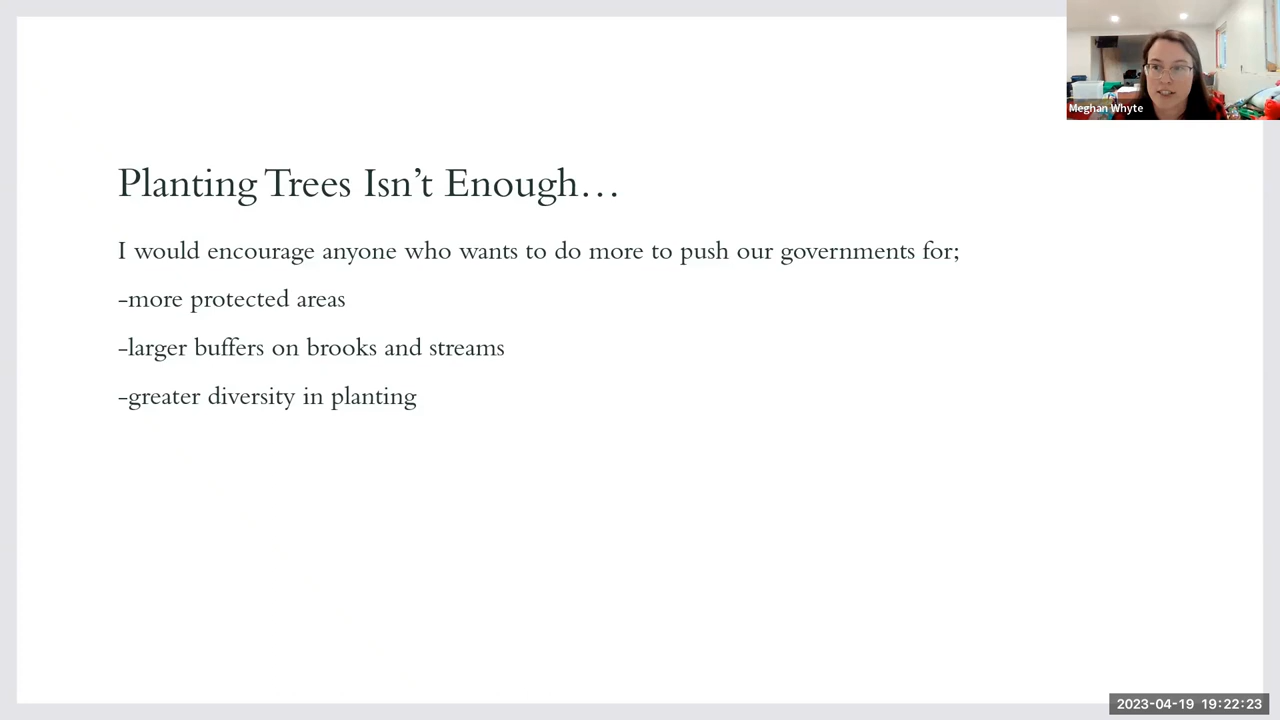 Meghan Whyte
Planting Trees Isn’t Enough…
I would encourage anyone who wants to do more to push our governments for;
-more protected areas
-larger buffers on brooks and streams
-greater diversity in planting
2023-04-19 19:22:23